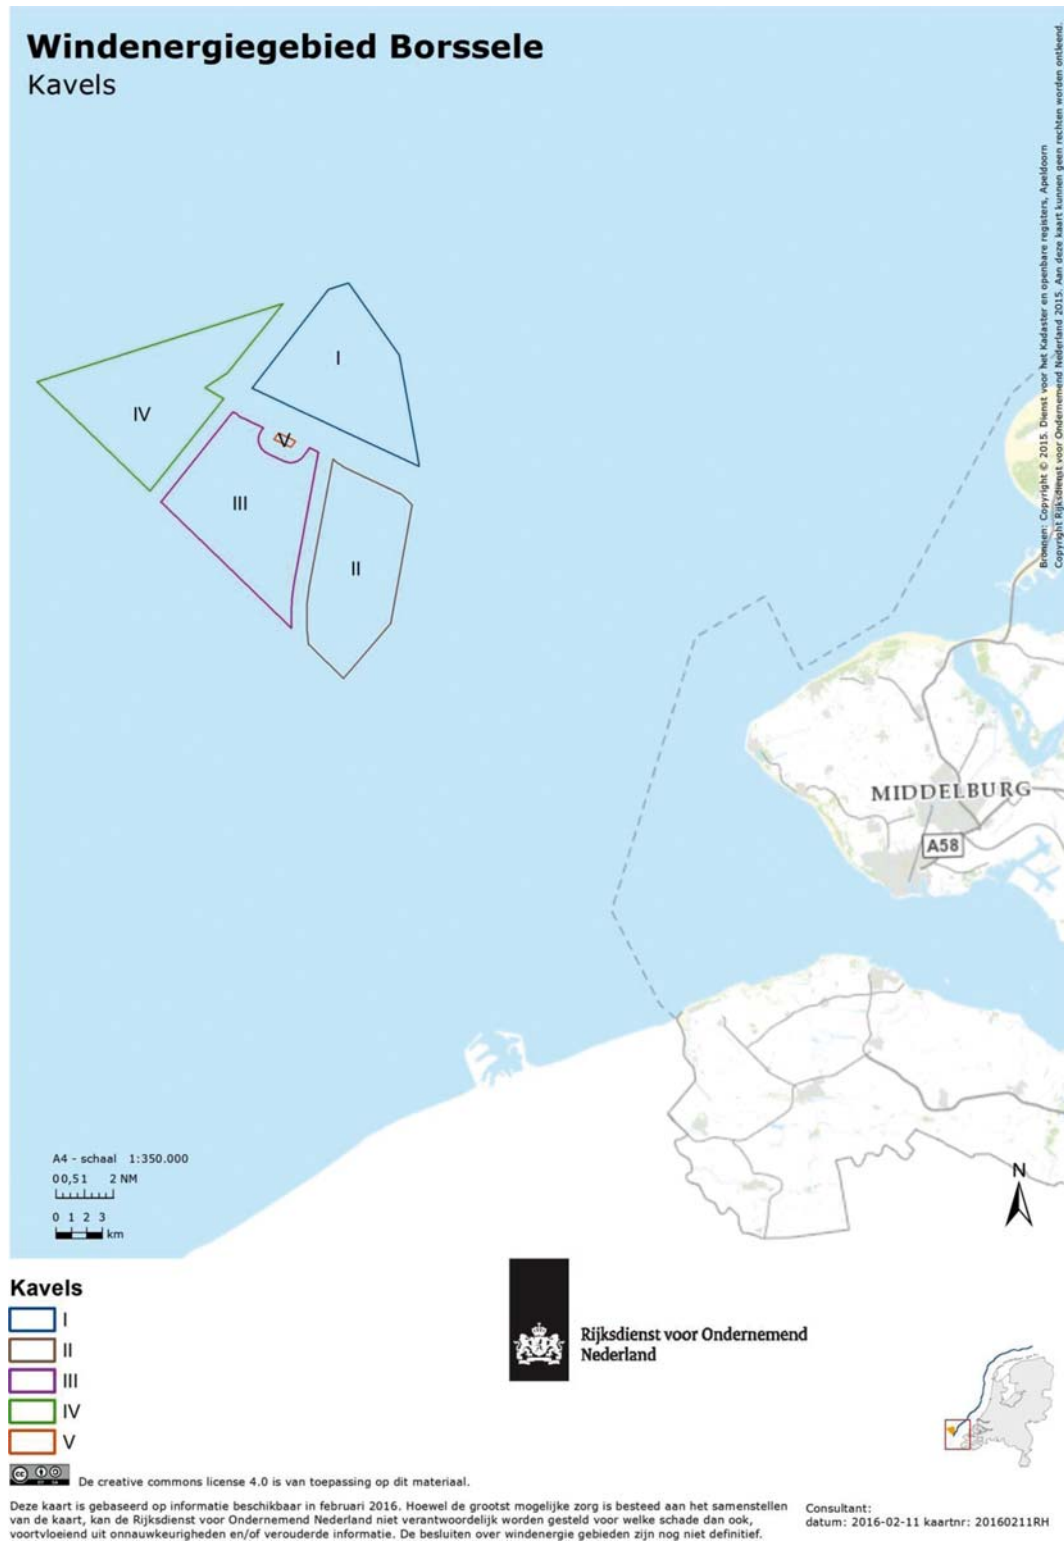 Windenergiegebied Borssele
Kavels
Bronnen: Copyright © 2015. Dienst voor het Kadaster en openbare registers, Apeldoorn
Copyright Rijksdienst voor Ondernemend Nederland 2015. Aan deze kaart kunnen geen rechten worden ontleend.
I
IV
V
III
II
MIDDELBURG
A58
A4 - schaal 1:350.000
0 0,5 1 2 NM
0 1 2 3
km
N
Kavels
I
II
III
IV
V
Rijksdienst voor Ondernemend
Nederland
cc
De creative commons license 4.0 is van toepassing op dit materiaal.
Deze kaart is gebaseerd op informatie beschikbaar in februari 2016. Hoewel de grootst mogelijke zorg is besteed aan het samenstellen
van de kaart, kan de Rijksdienst voor Ondernemend Nederland niet verantwoordelijk worden gesteld voor welke schade dan ook,
voortvloeiend uit onnauwkeurigheden en/of verouderde informatie. De besluiten over windenergie gebieden zijn nog niet definitief.
Consultant:
datum: 2016-02-11 kaartnr: 20160211RH